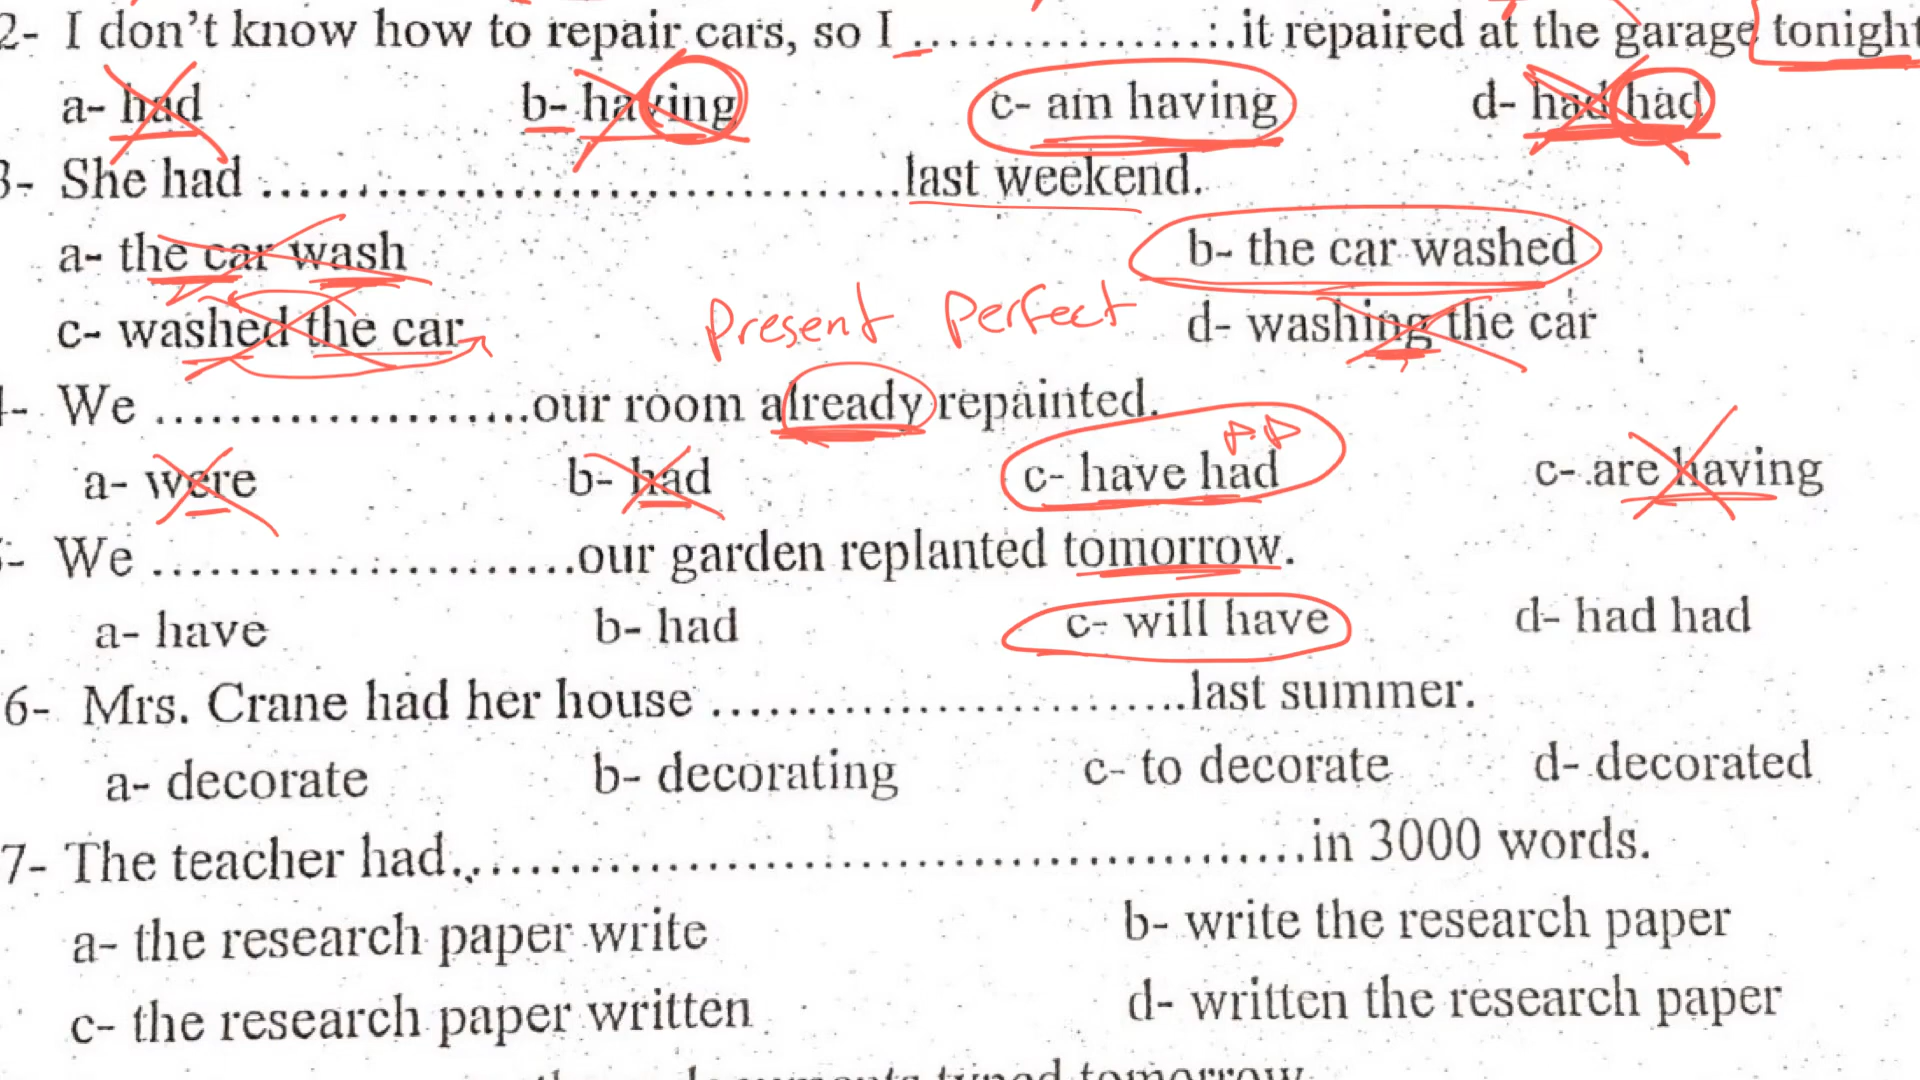 2- I don't know how to repair cars, so I ..................... it repaired at the garage tonight
a- had b- having c- am having d- had had
3- She had ........................................ last weekend.
a- the car wash b- the car washed
c- washed the car d- washing the car
present perfect
4- We ........................ our room already repainted.
P.P
a- were b- had c- have had c- are having
5- We ........................... our garden replanted tomorrow.
a- have b- had c- will have d- had had
6- Mrs. Crane had her house .............................. last summer.
a- decorate b- decorating c- to decorate d- decorated
7- The teacher had ..................................................... in 3000 words.
a- the research paper write b- write the research paper
c- the research paper written d- written the research paper
documents typed tomorrow.